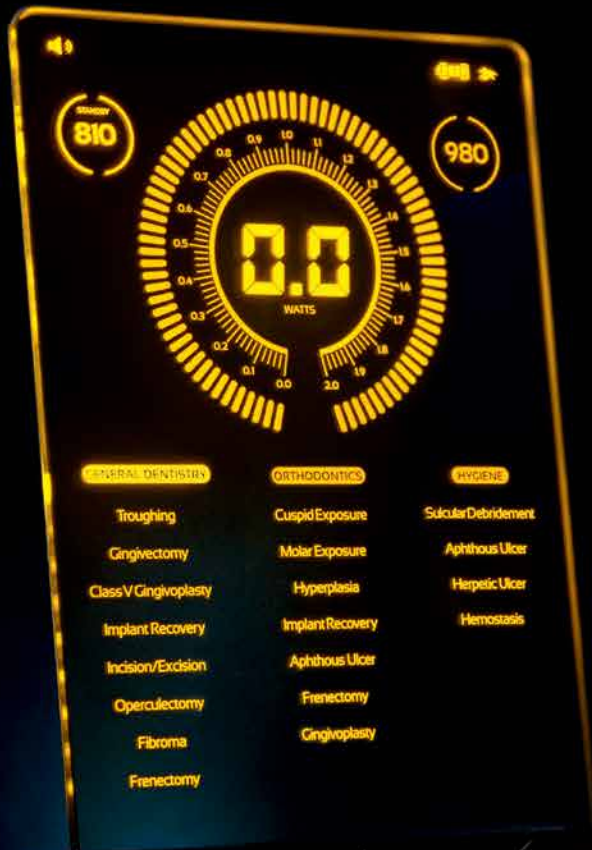 STANDBY
810
980
0.0
0.1
0.2
0.3
0.4
0.5
0.6
0.7
0.8
0.9
1.0
1.1
1.2
1.3
1.4
1.5
1.6
1.7
1.8
1.9
2.0
0.0
WATTS
GENERAL DENTISTRY
Troughing
Gingivectomy
Class V Gingivoplasty
Implant Recovery
Incision/Excision
Operculectomy
Fibroma
Frenectomy
ORTHODONTICS
Cuspid Exposure
Molar Exposure
Hyperplasia
Implant Recovery
Aphthous Ulcer
Frenectomy
Gingivoplasty
HYGIENE
Sulcular Debridement
Aphthous Ulcer
Herpetic Ulcer
Hemostasis